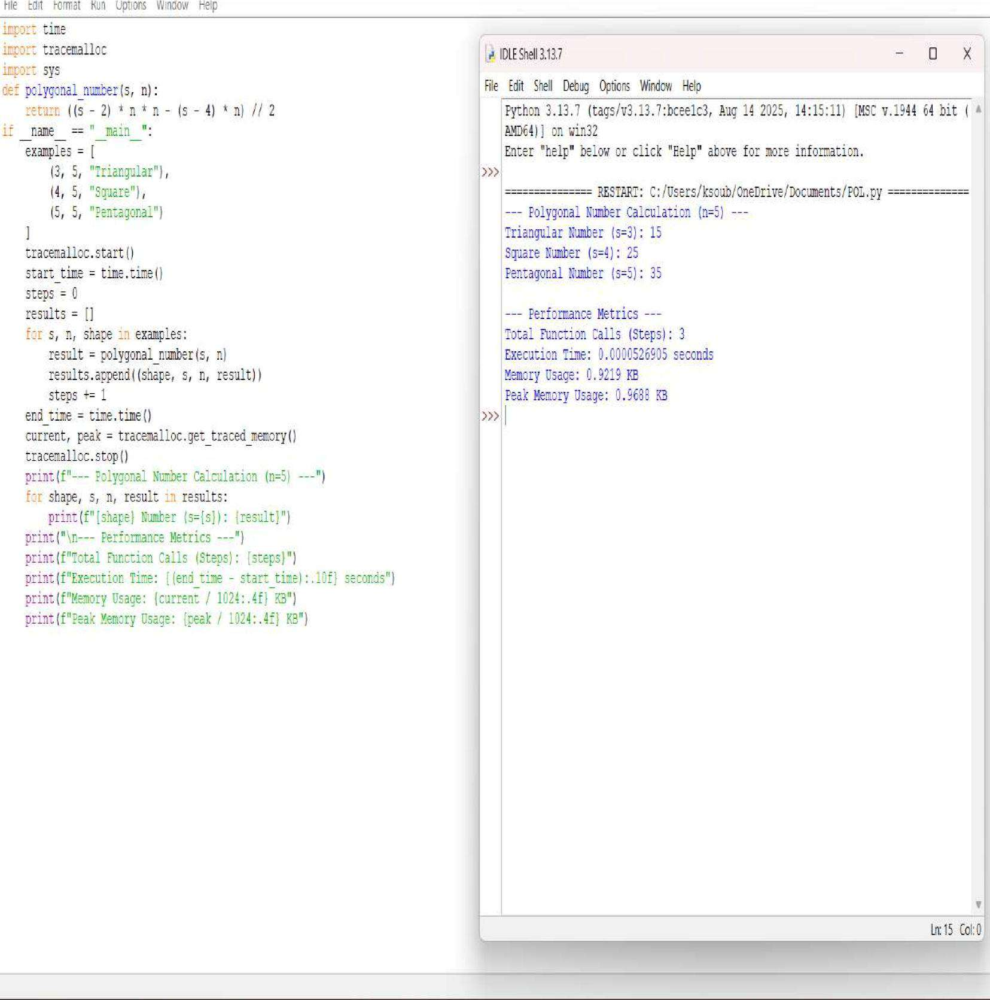 File Edit Format Run Options Window Help
import time
import tracemalloc
import sys
def polygonal_number(s, n):
    return ((s - 2) * n * n - (s - 4) * n) // 2
if __name__ == "__main__":
    examples = [
        (3, 5, "Triangular"),
        (4, 5, "Square"),
        (5, 5, "Pentagonal")
    ]
    tracemalloc.start()
    start_time = time.time()
    steps = 0
    results = []
    for s, n, shape in examples:
        result = polygonal_number(s, n)
        results.append((shape, s, n, result))
        steps += 1
    end_time = time.time()
    current, peak = tracemalloc.get_traced_memory()
    tracemalloc.stop()
    print(f"--- Polygonal Number Calculation (n=5) ---")
    for shape, s, n, result in results:
        print(f"{shape} Number (s={s}): {result}")
    print("\n--- Performance Metrics ---")
    print(f"Total Function Calls (Steps): {steps}")
    print(f"Execution Time: {(end_time - start_time):.10f} seconds")
    print(f"Memory Usage: {current / 1024:.4f} KB")
    print(f"Peak Memory Usage: {peak / 1024:.4f} KB")
IDLE Shell 3.13.7
File Edit Shell Debug Options Window Help
Python 3.13.7 (tags/v3.13.7:bcee1c3, Aug 14 2025, 14:15:11) [MSC v.1944 64 bit (
AMD64)] on win32
Enter "help" below or click "Help" above for more information.
>>>
=============== RESTART: C:/Users/ksoub/OneDrive/Documents/POL.py ==============
--- Polygonal Number Calculation (n=5) ---
Triangular Number (s=3): 15
Square Number (s=4): 25
Pentagonal Number (s=5): 35

--- Performance Metrics ---
Total Function Calls (Steps): 3
Execution Time: 0.0000526905 seconds
Memory Usage: 0.9219 KB
Peak Memory Usage: 0.9688 KB
>>>
Ln: 15 Col: 0